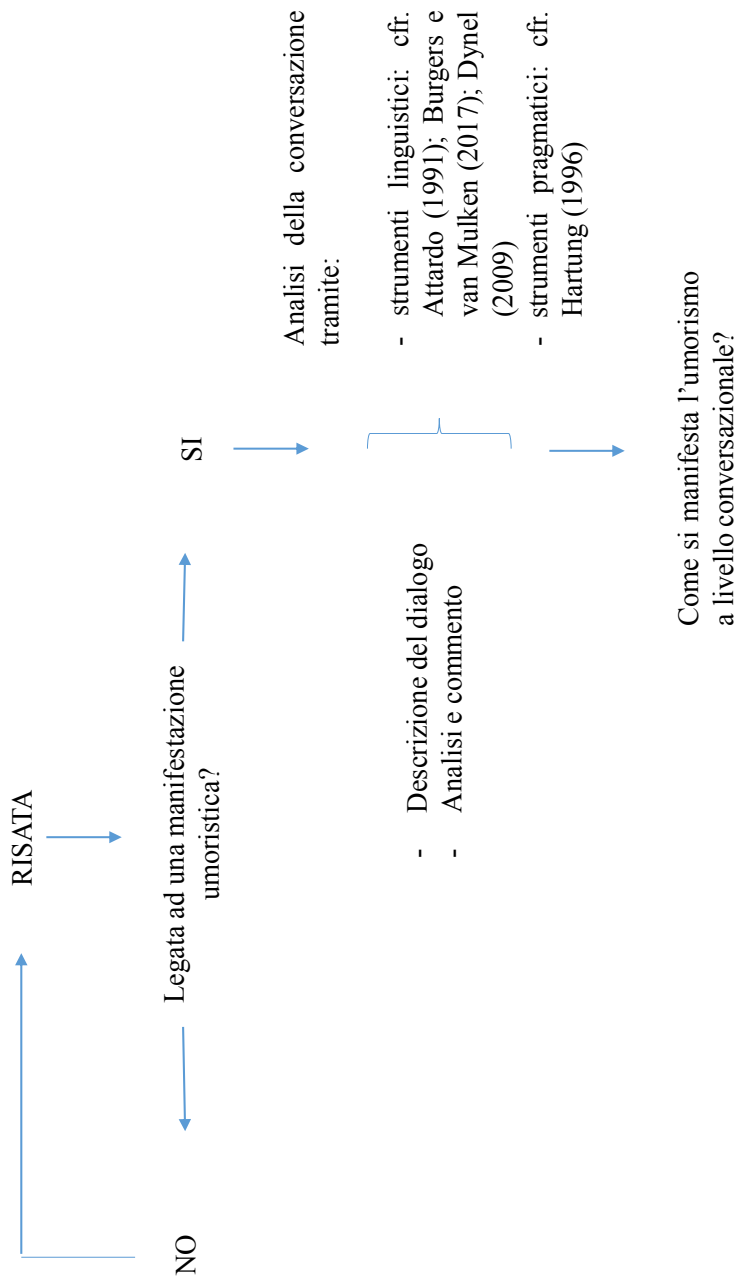 RISATA
Legata ad una manifestazione
umoristica?
NO
SI
Analisi della conversazione
tramite:
- strumenti linguistici: cfr.
Attardo (1991); Burgers e
van Mulken (2017); Dynel
(2009)
- strumenti pragmatici: cfr.
Hartung (1996)
- Descrizione del dialogo
- Analisi e commento
Come si manifesta l’umorismo
a livello conversazionale?